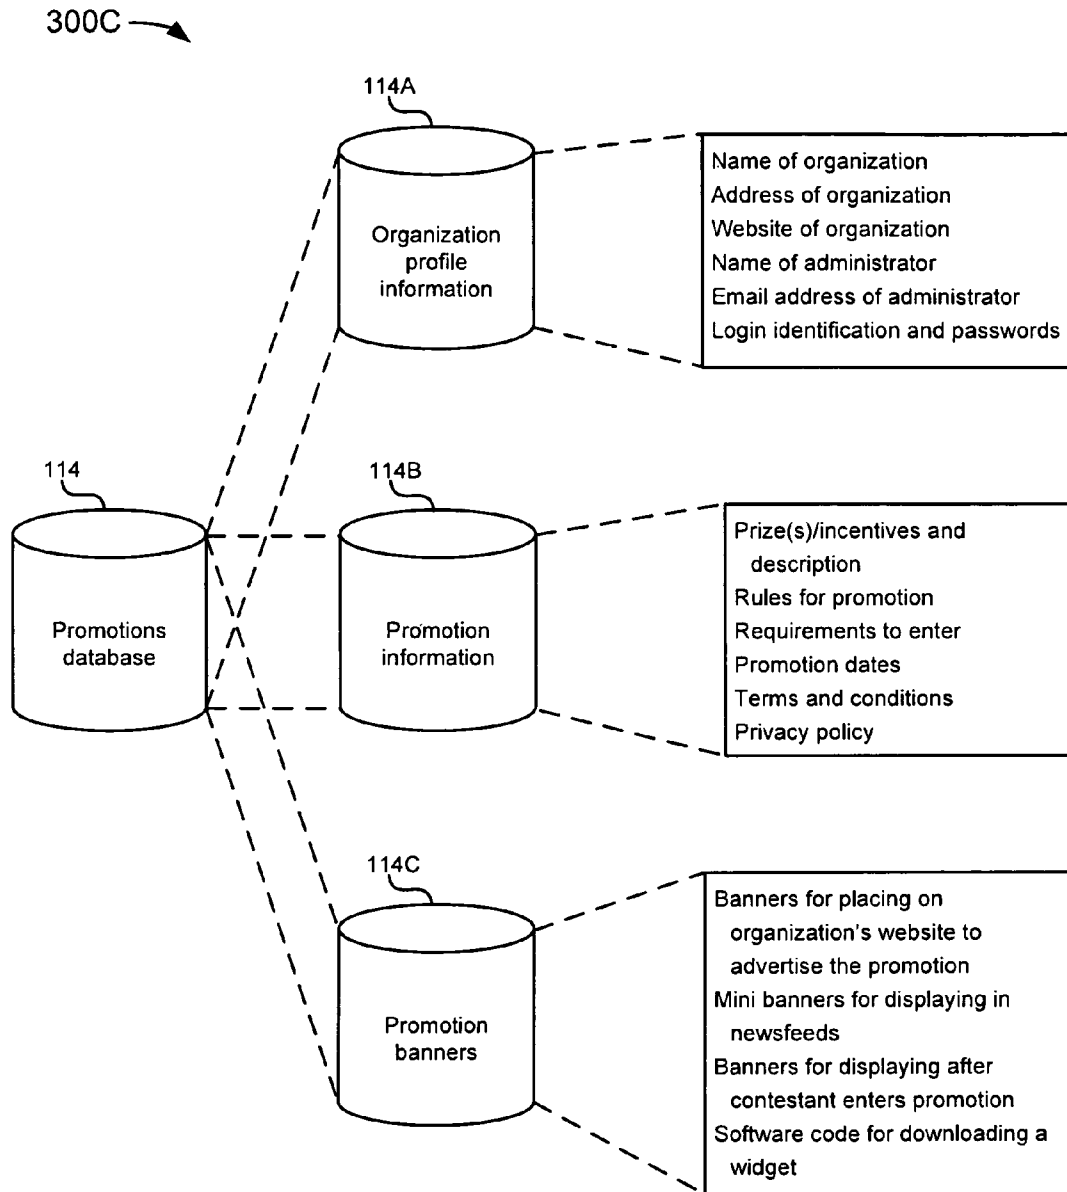 300C
114A
Organization
profile
information
Name of organization
Address of organization
Website of organization
Name of administrator
Email address of administrator
Login identification and passwords
114
Promotions
database
114B
Promotion
information
Prize(s)/incentives and
description
Rules for promotion
Requirements to enter
Promotion dates
Terms and conditions
Privacy policy
114C
Promotion
banners
Banners for placing on
organization's website to
advertise the promotion
Mini banners for displaying in
newsfeeds
Banners for displaying after
contestant enters promotion
Software code for downloading a
widget